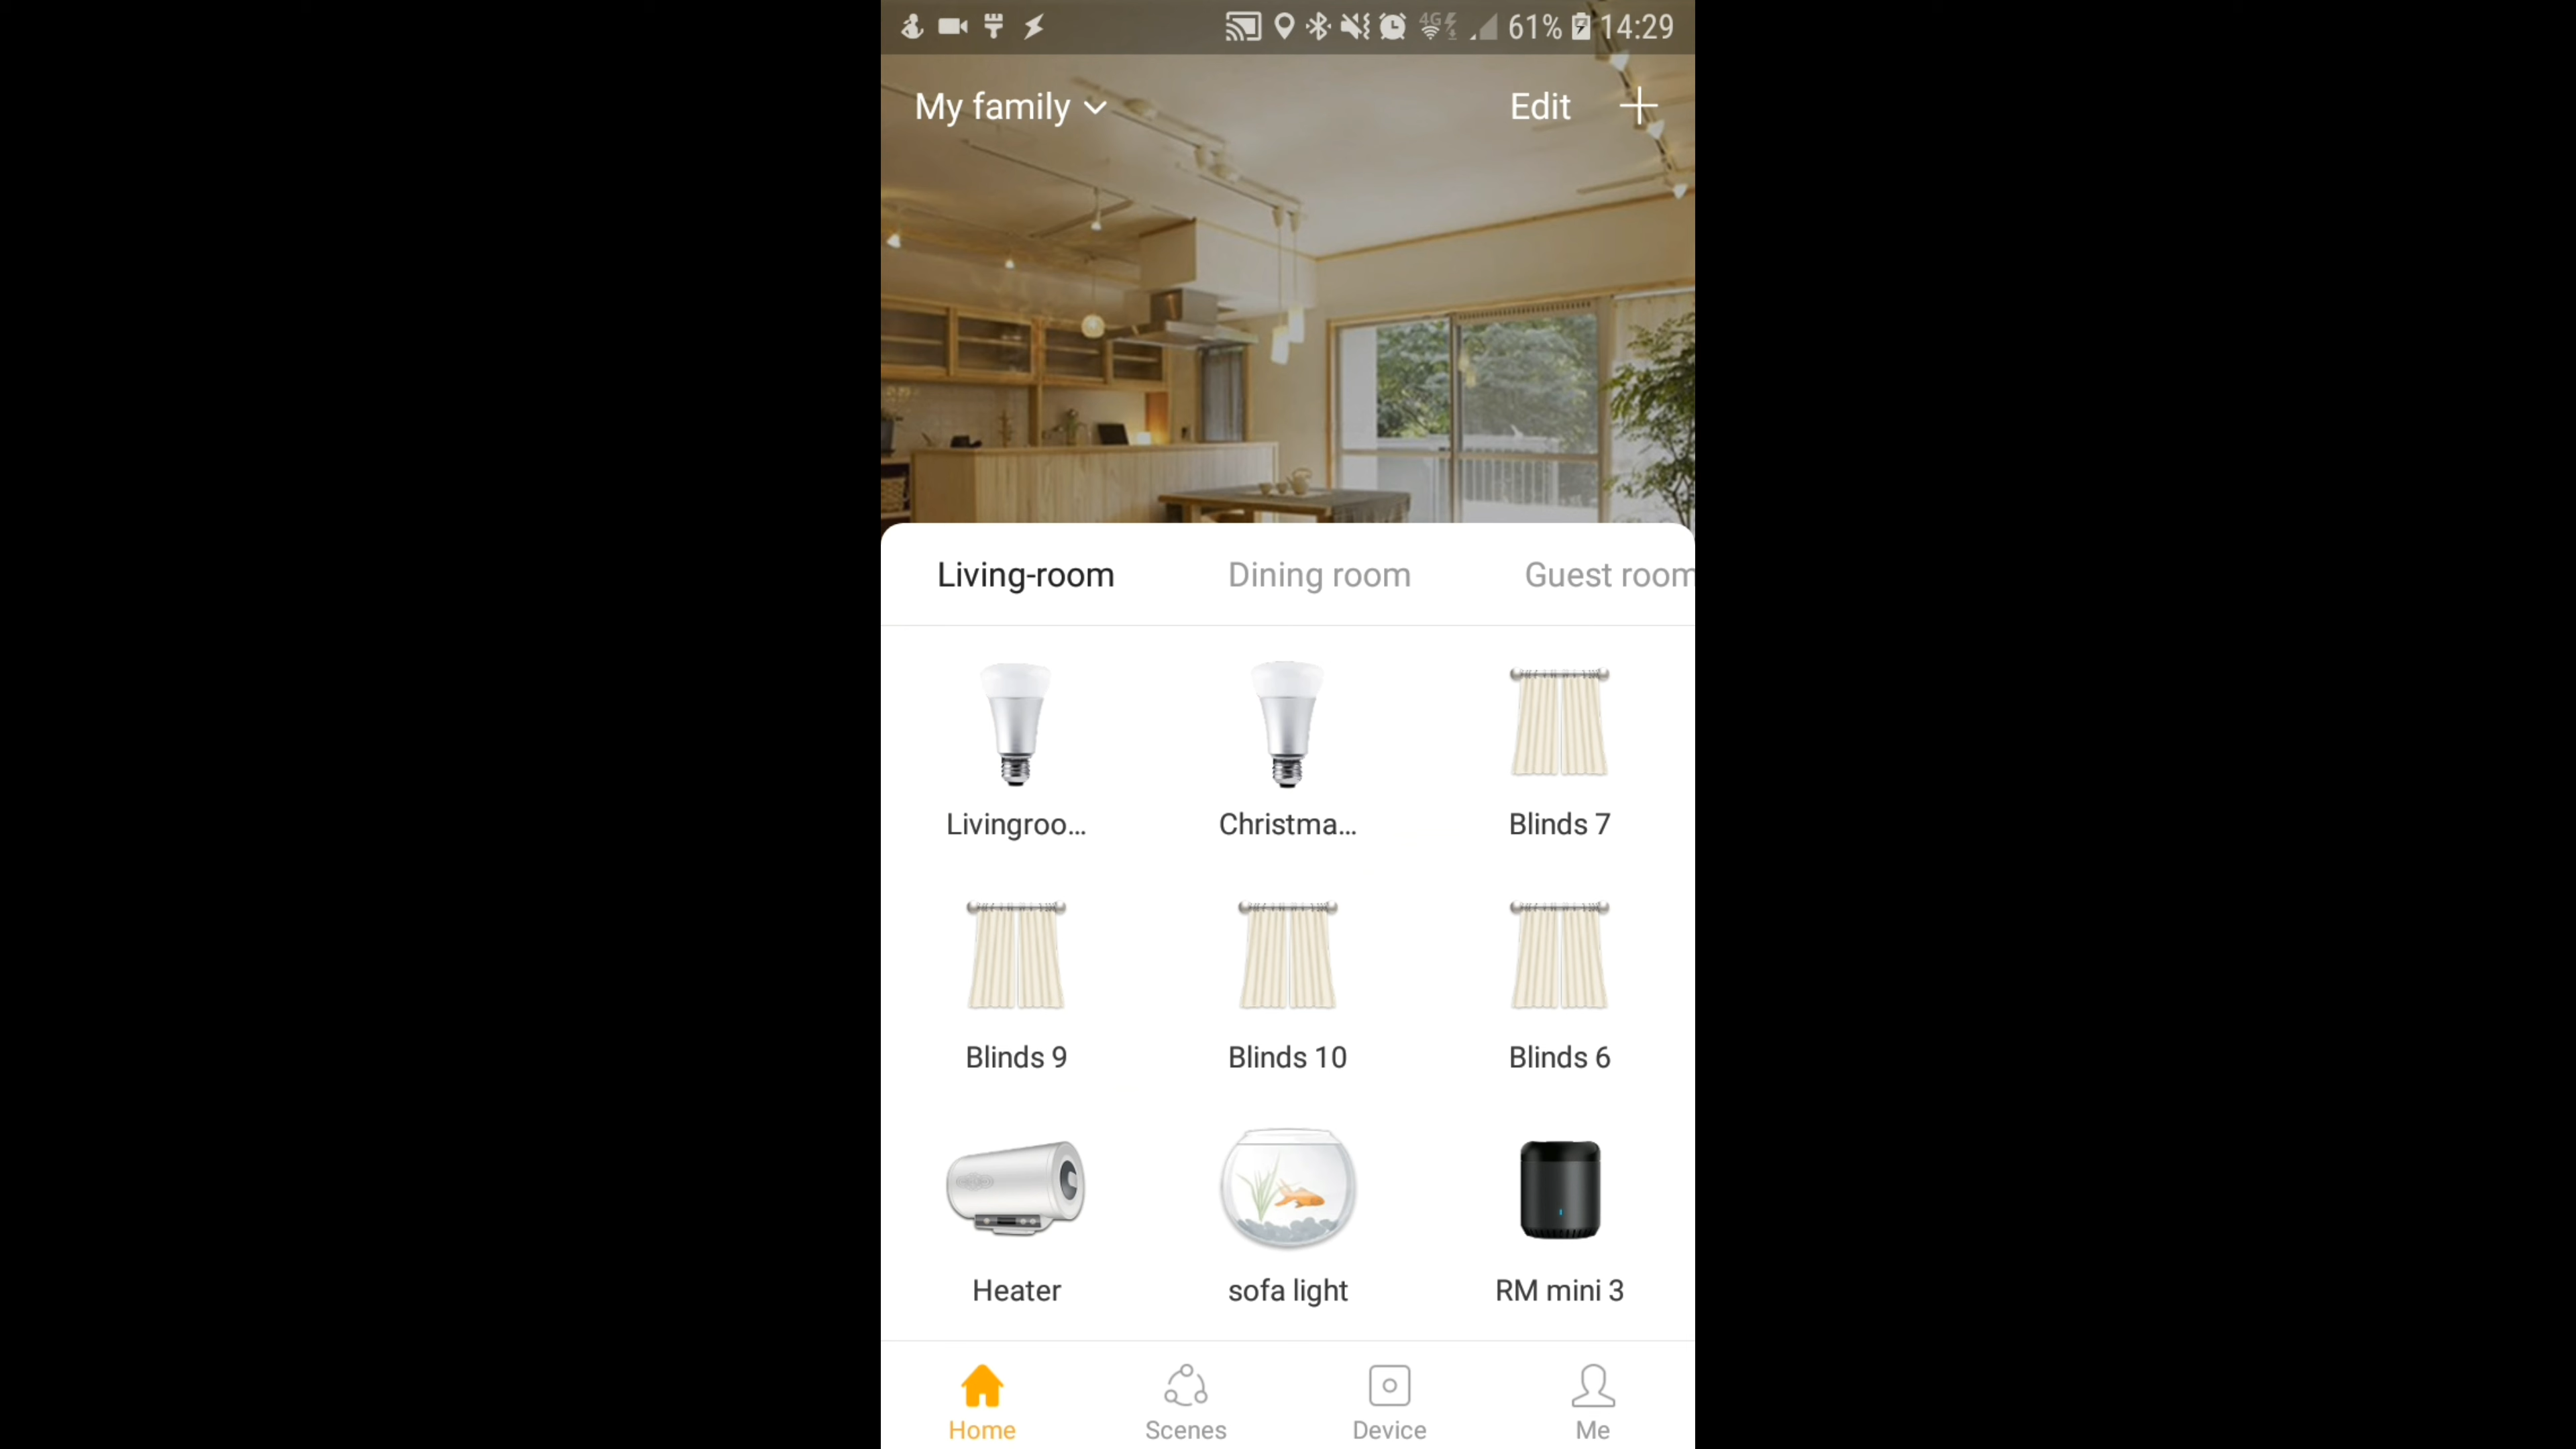 4G 61% 14:29
My family Edit
Living-room Dining room Guest room
Livingroo... Christma... Blinds 7
Blinds 9 Blinds 10 Blinds 6
Heater sofa light RM mini 3
Home Scenes Device Me